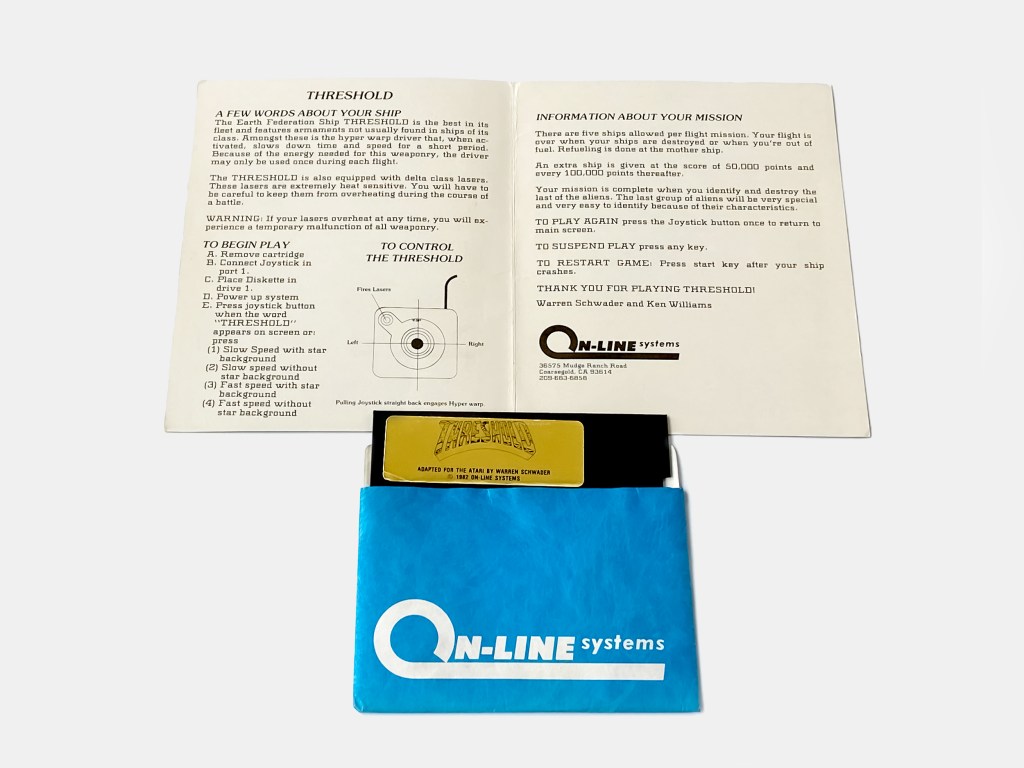 THRESHOLD
A FEW WORDS ABOUT YOUR SHIP
The Earth Federation Ship THRESHOLD is the best in its
fleet and features armaments not usually found in ships of its
class. Amongst these is the hyper warp driver that, when ac-
tivated, slows down time and speed for a short period.
Because of the energy needed for this weaponry, the driver
may only be used once during each flight.
The THRESHOLD is also equipped with delta class lasers.
These lasers are extremely heat sensitive. You will have to
be careful to keep them from overheating during the course of
a battle.
WARNING: If your lasers overheat at any time, you will ex-
perience a temporary malfunction of all weaponry.
TO BEGIN PLAY
A. Remove cartridge
B. Connect Joystick in
port 1.
C. Place Diskette in
drive 1.
D. Power up system
E. Press joystick button
when the word
"THRESHOLD"
appears on screen or:
press
(1) Slow Speed with star
background
(2) Slow speed without
star background
(3) Fast speed with star
background
(4) Fast speed without
star background
TO CONTROL
THE THRESHOLD
Fires Lasers
Left
Right
Pulling Joystick straight back engages Hyper warp.
INFORMATION ABOUT YOUR MISSION
There are five ships allowed per flight mission. Your flight is
over when your ships are destroyed or when you're out of
fuel. Refueling is done at the mother ship.
An extra ship is given at the score of 50,000 points and
every 100,000 points thereafter.
Your mission is complete when you identify and destroy the
last of the aliens. The last group of aliens will be very special
and very easy to identify because of their characteristics.
TO PLAY AGAIN press the Joystick button once to return to
main screen.
TO SUSPEND PLAY press any key.
TO RESTART GAME: Press start key after your ship
crashes.
THANK YOU FOR PLAYING THRESHOLD!
Warren Schwader and Ken Williams
ON-LINE systems
36575 Mudge Ranch Road
Coarsegold, CA 93614
209-683-6858
THRESHOLD
ADAPTED FOR THE ATARI BY WARREN SCHWADER
© 1982 ON-LINE SYSTEMS
ON-LINE systems